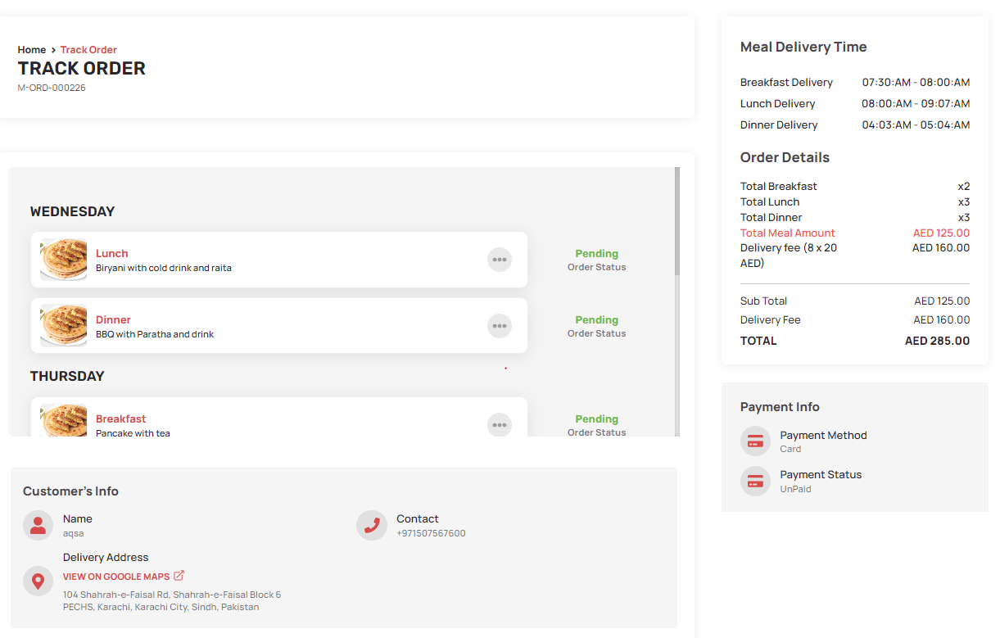 Home > Track Order
TRACK ORDER
M-ORD-000226
WEDNESDAY
Lunch
Biryani with cold drink and raita
Pending
Order Status
Dinner
BBQ with Paratha and drink
Pending
Order Status
THURSDAY
Breakfast
Pancake with tea
Pending
Order Status
Customer's Info
Name
aqsa
Contact
+971507567600
Delivery Address
VIEW ON GOOGLE MAPS
104 Shahrah-e-Faisal Rd, Shahrah-e-Faisal Block 6
PECHS, Karachi, Karachi City, Sindh, Pakistan
Meal Delivery Time
Breakfast Delivery 07:30:AM - 08:00:AM
Lunch Delivery 08:00:AM - 09:07:AM
Dinner Delivery 04:03:AM - 05:04:AM
Order Details
Total Breakfast x2
Total Lunch x3
Total Dinner x3
Total Meal Amount AED 125.00
Delivery fee (8 x 20 AED 160.00
AED)
Sub Total AED 125.00
Delivery Fee AED 160.00
TOTAL AED 285.00
Payment Info
Payment Method
Card
Payment Status
UnPaid